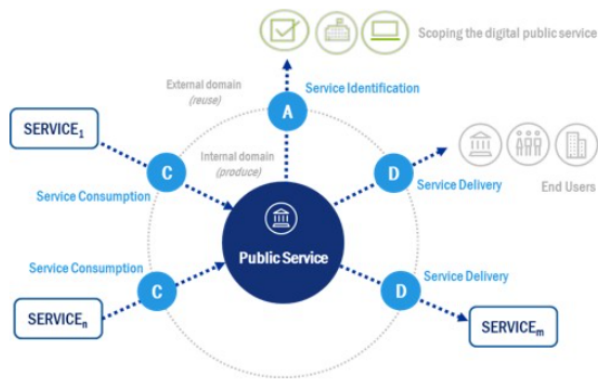 Scoping the digital public service
External domain
(reuse)
Service Identification
A
SERVICE1
Internal domain
(produce)
C
D
Service Consumption
Service Delivery
End Users
Public Service
Service Consumption
Service Delivery
C
D
SERVICEn
SERVICEm